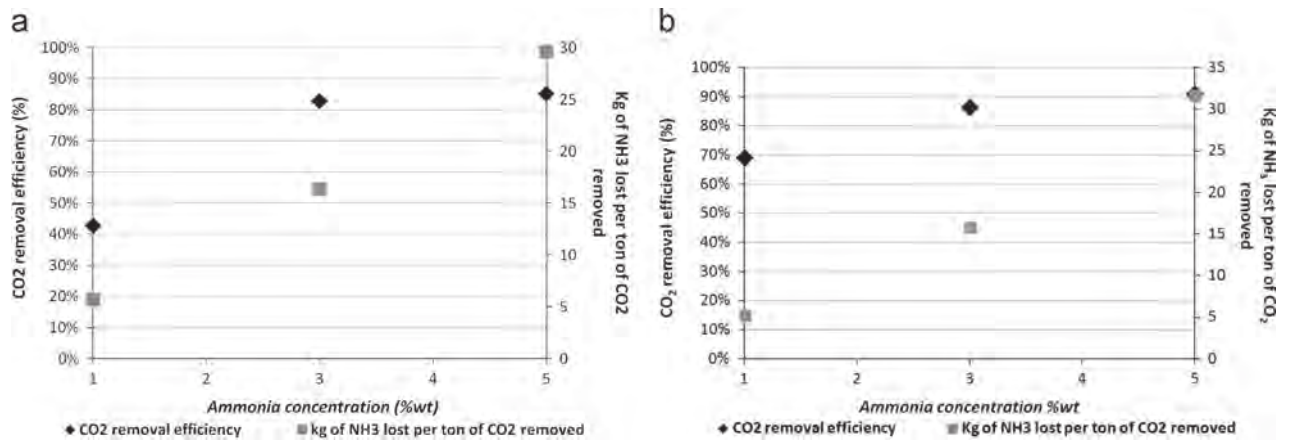 a
100%
90%
80%
70%
60%
50%
40%
30%
20%
10%
0%
CO2 removal efficiency (%)
30
25
20
15
10
5
0
Kg of NH3 lost per ton of CO2
removed
1 2 3 4 5
Ammonia concentration (%wt)
◆ CO2 removal efficiency ■ kg of NH3 lost per ton of CO2 removed
b
100%
90%
80%
70%
60%
50%
40%
30%
20%
10%
0%
CO₂ removal efficiency (%)
35
30
25
20
15
10
5
0
Kg of NH₃ lost per ton of CO₂
removed
1 2 3 4 5
Ammonia concentration %wt
◆ CO2 removal efficiency ■ Kg of NH3 lost per ton of CO2 removed